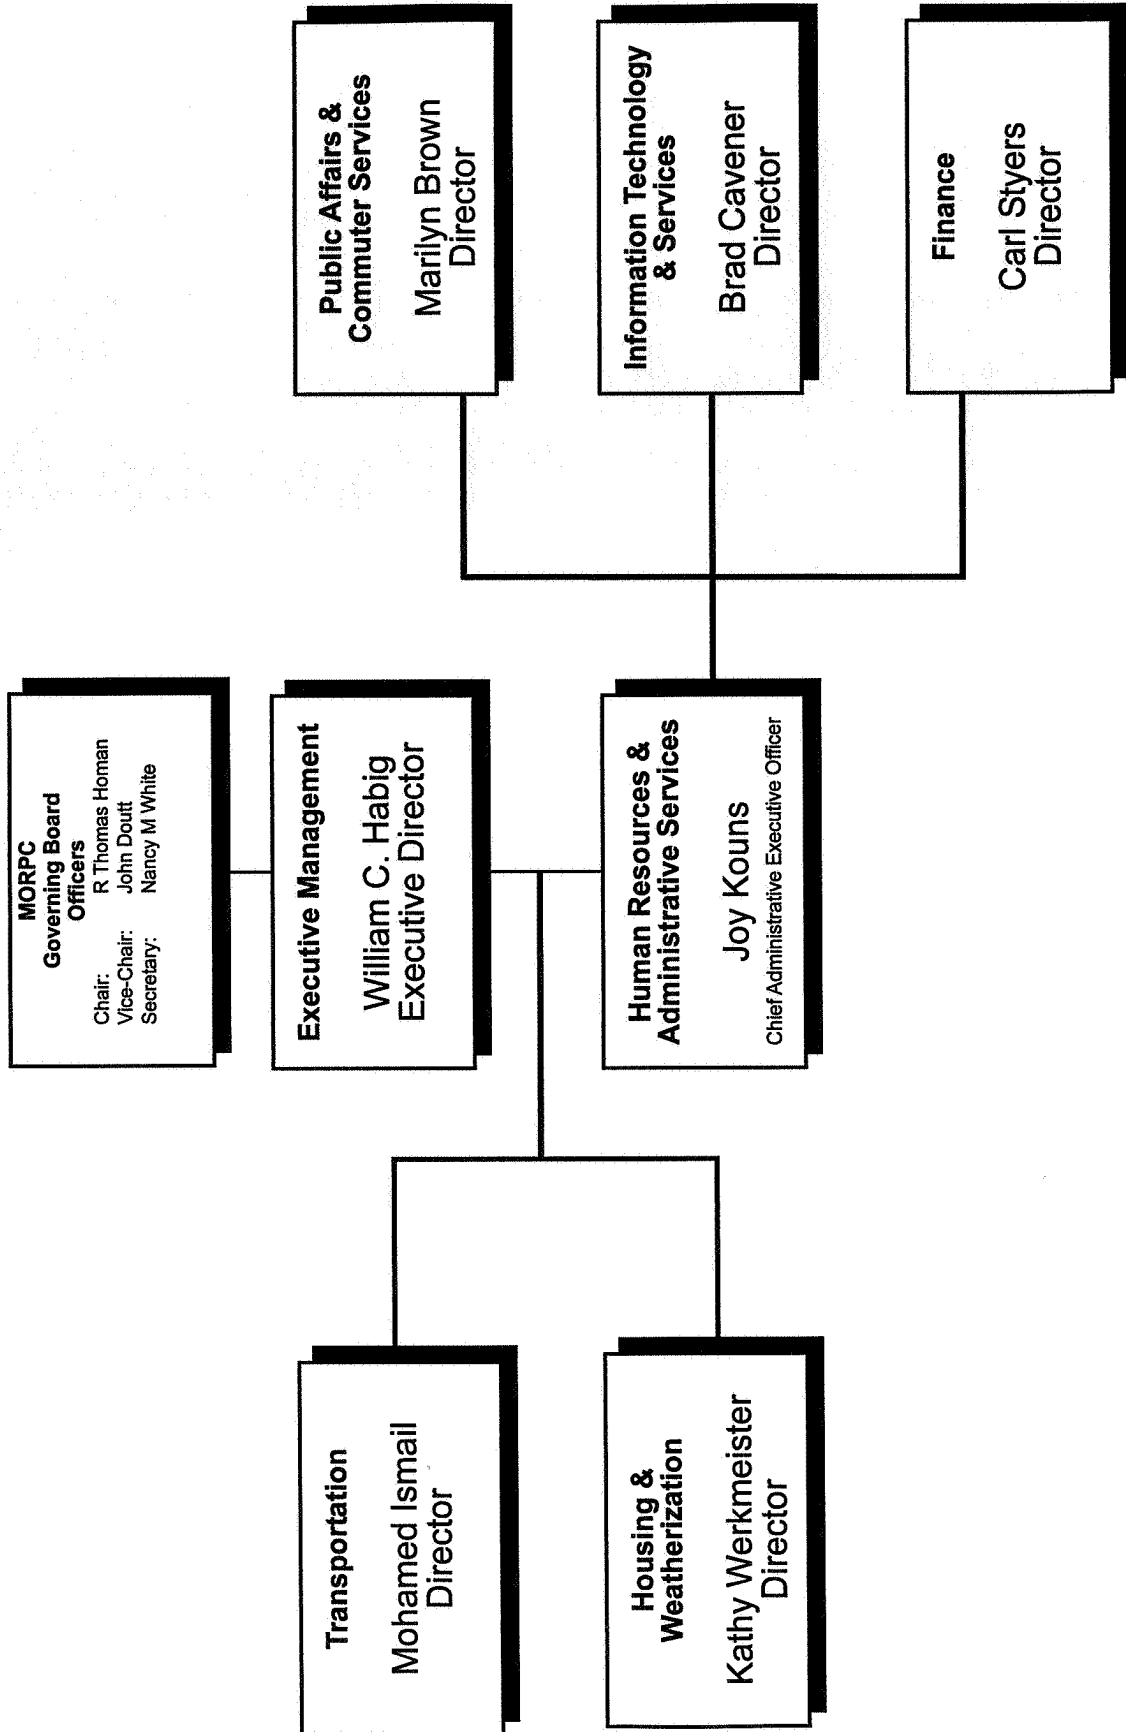 MORPC
Governing Board
Officers
Chair: R Thomas Homan
Vice-Chair: John Doutt
Secretary: Nancy M White
Executive Management
William C. Habig
Executive Director
Transportation
Mohamed Ismail
Director
Housing &
Weatherization
Kathy Werkmeister
Director
Human Resources &
Administrative Services
Joy Kouns
Chief Administrative Executive Officer
Public Affairs &
Commuter Services
Marilyn Brown
Director
Information Technology
& Services
Brad Cavener
Director
Finance
Carl Styers
Director